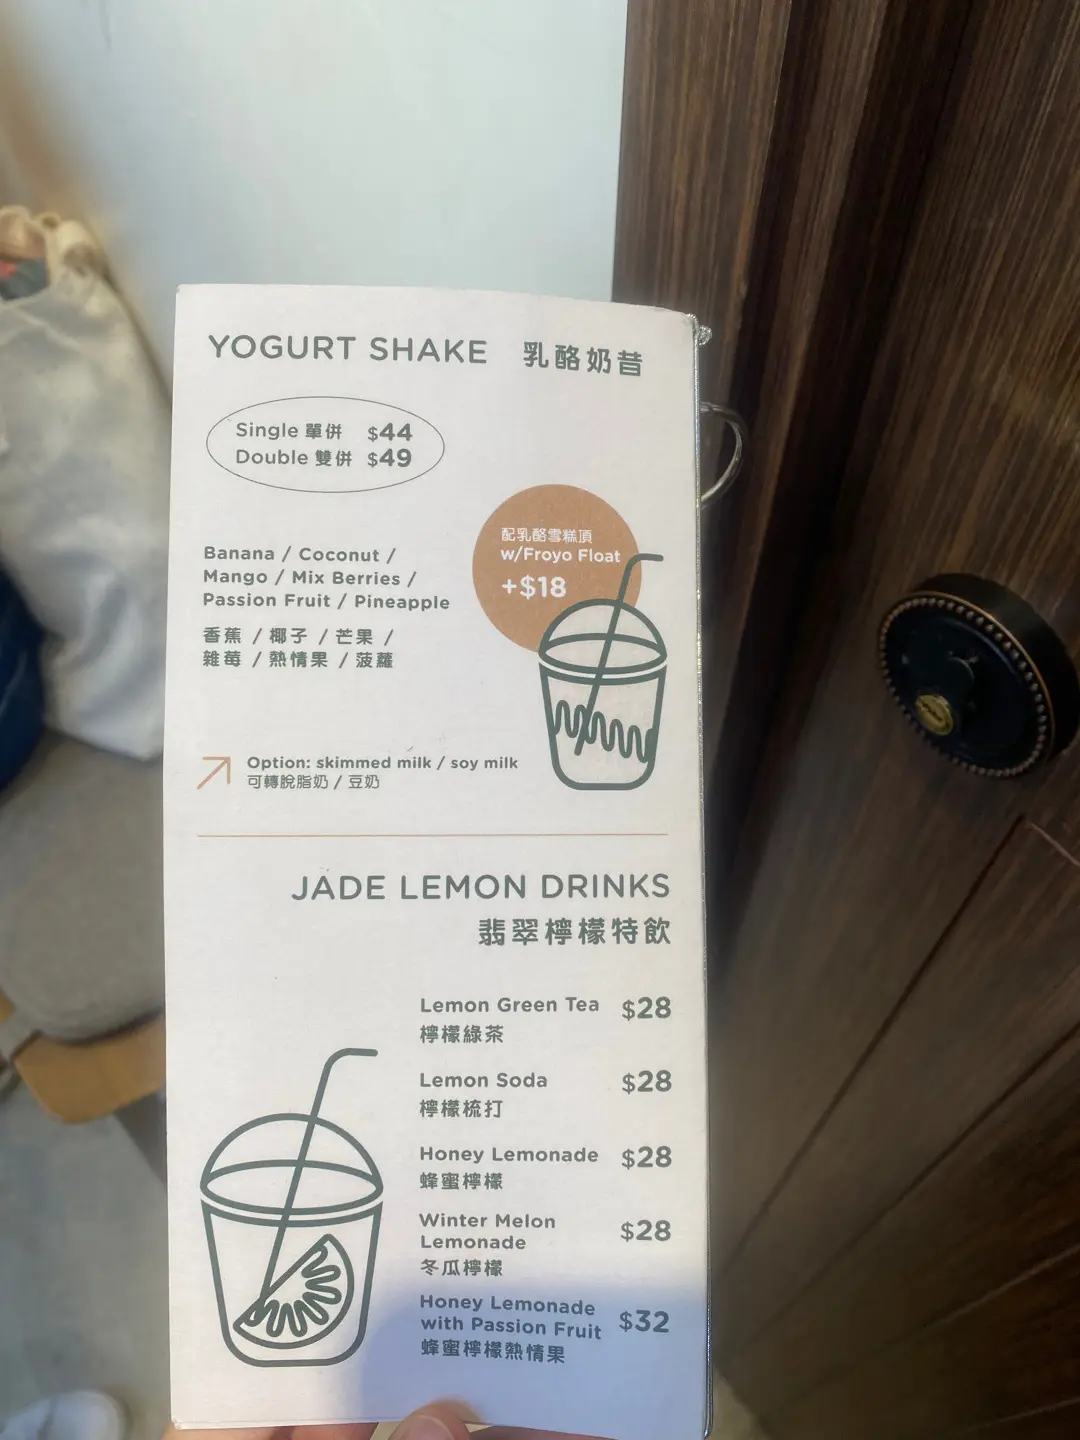 YOGURT SHAKE 乳酪奶昔
Single 單併 $44
Double 雙併 $49
配乳酪雪糕頂
w/Froyo Float
+$18
Banana / Coconut /
Mango / Mix Berries /
Passion Fruit / Pineapple
香蕉 / 椰子 / 芒果 /
雜莓 / 熱情果 / 菠蘿
Option: skimmed milk / soy milk
可轉脫脂奶 / 豆奶
JADE LEMON DRINKS
翡翠檸檬特飲
Lemon Green Tea $28
檸檬綠茶
Lemon Soda $28
檸檬梳打
Honey Lemonade $28
蜂蜜檸檬
Winter Melon
Lemonade $28
冬瓜檸檬
Honey Lemonade
with Passion Fruit $32
蜂蜜檸檬熱情果